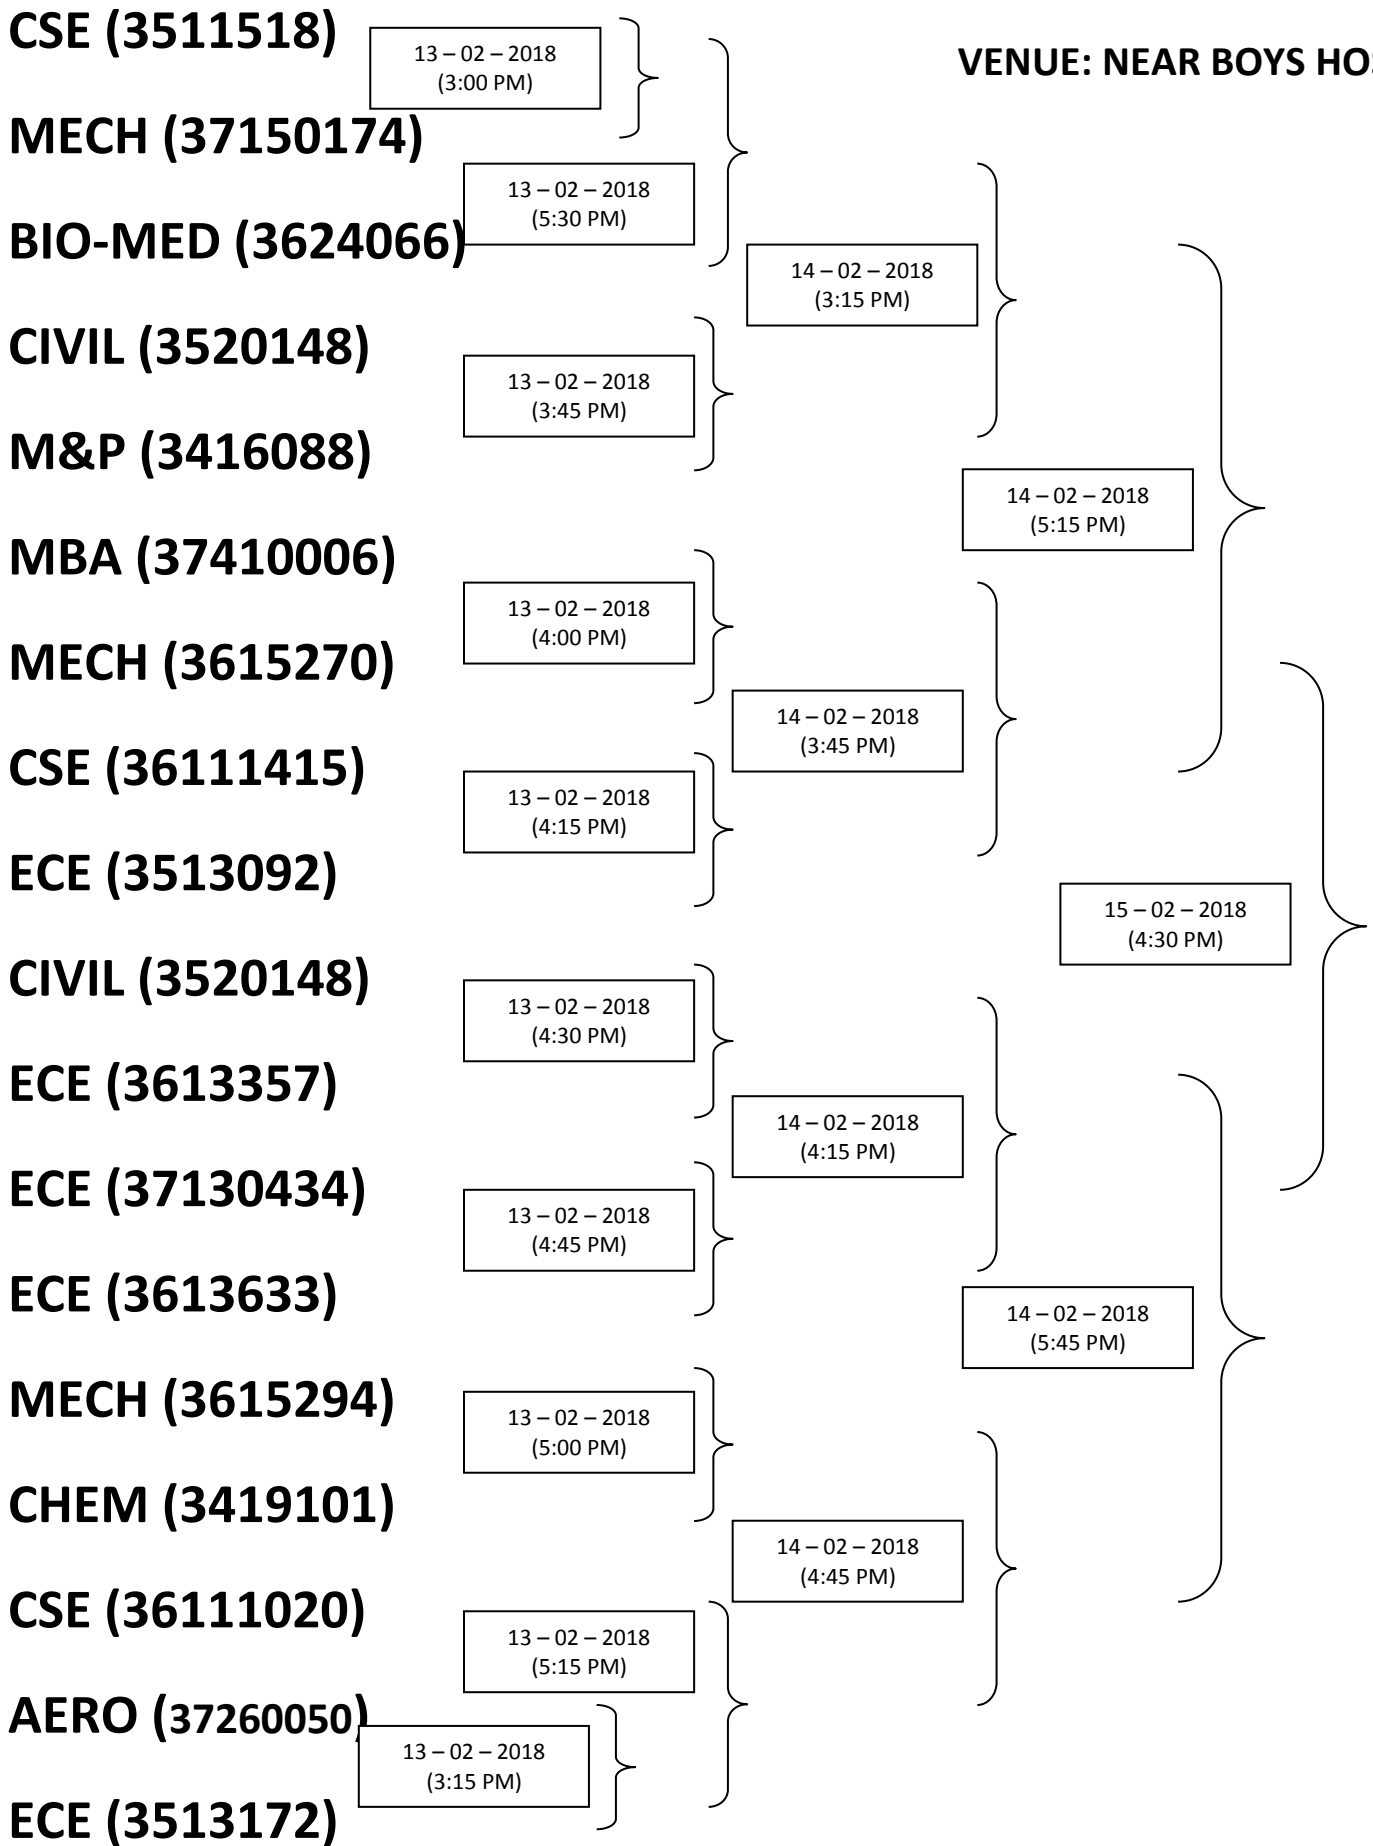 CSE (3511518)
13 – 02 – 2018
(3:00 PM)
VENUE: NEAR BOYS
MECH (37150174)
13 – 02 – 2018
(5:30 PM)
BIO-MED (3624066)
14 – 02 – 2018
(3:15 PM)
CIVIL (3520148)
13 – 02 – 2018
(3:45 PM)
M&P (3416088)
14 – 02 – 2018
(5:15 PM)
MBA (37410006)
13 – 02 – 2018
(4:00 PM)
MECH (3615270)
14 – 02 – 2018
(3:45 PM)
CSE (36111415)
13 – 02 – 2018
(4:15 PM)
ECE (3513092)
15 – 02 – 2018
(4:30 PM)
CIVIL (3520148)
13 – 02 – 2018
(4:30 PM)
ECE (3613357)
14 – 02 – 2018
(4:15 PM)
ECE (37130434)
13 – 02 – 2018
(4:45 PM)
ECE (3613633)
14 – 02 – 2018
(5:45 PM)
MECH (3615294)
13 – 02 – 2018
(5:00 PM)
CHEM (3419101)
14 – 02 – 2018
(4:45 PM)
CSE (36111020)
13 – 02 – 2018
(5:15 PM)
AERO (37260050)
13 – 02 – 2018
(3:15 PM)
ECE (3513172)